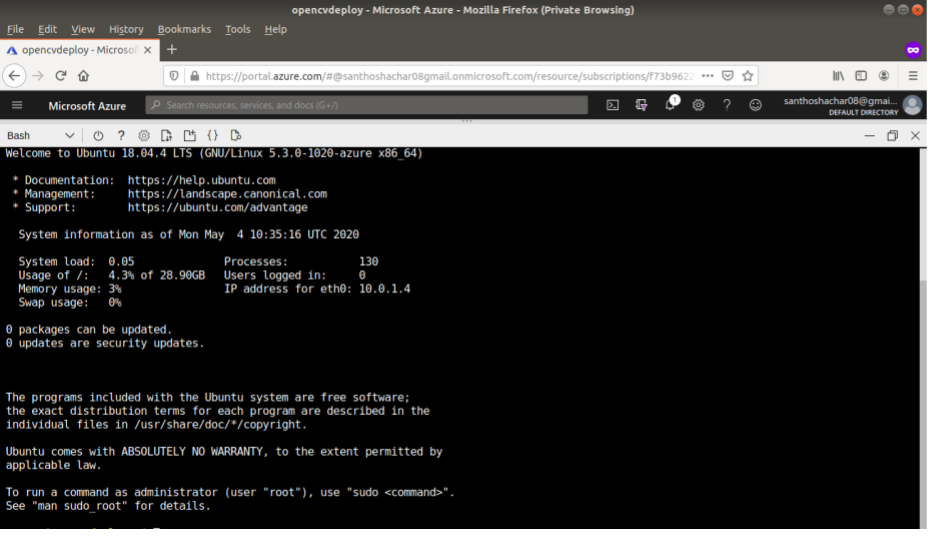 opencvdeploy - Microsoft Azure - Mozilla Firefox (Private Browsing)
File Edit View History Bookmarks Tools Help
opencvdeploy - Microsof
https://portal.azure.com/#@santhoshachar08gmail.onmicrosoft.com/resource/subscriptions/f73b962
Microsoft Azure
Search resources, services, and docs (G+/)
1
santhoshachar08@gmai...
DEFAULT DIRECTORY
Bash
Welcome to Ubuntu 18.04.4 LTS (GNU/Linux 5.3.0-1020-azure x86_64)
* Documentation: https://help.ubuntu.com
* Management: https://landscape.canonical.com
* Support: https://ubuntu.com/advantage
System information as of Mon May 4 10:35:16 UTC 2020
System load: 0.05 Processes: 130
Usage of /: 4.3% of 28.90GB Users logged in: 0
Memory usage: 3% IP address for eth0: 10.0.1.4
Swap usage: 0%
0 packages can be updated.
0 updates are security updates.
The programs included with the Ubuntu system are free software;
the exact distribution terms for each program are described in the
individual files in /usr/share/doc/*/copyright.
Ubuntu comes with ABSOLUTELY NO WARRANTY, to the extent permitted by
applicable law.
To run a command as administrator (user "root"), use "sudo <command>".
See "man sudo_root" for details.